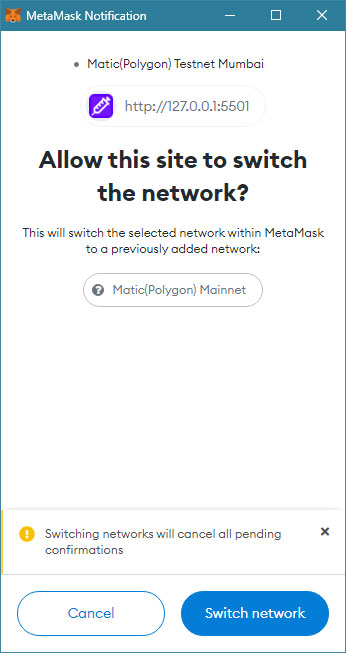 MetaMask Notification
Matic(Polygon) Testnet Mumbai
http://127.0.0.1:5501
Allow this site to switch
the network?
This will switch the selected network within MetaMask
to a previously added network:
Matic(Polygon) Mainnet
Switching networks will cancel all pending
confirmations
Cancel
Switch network